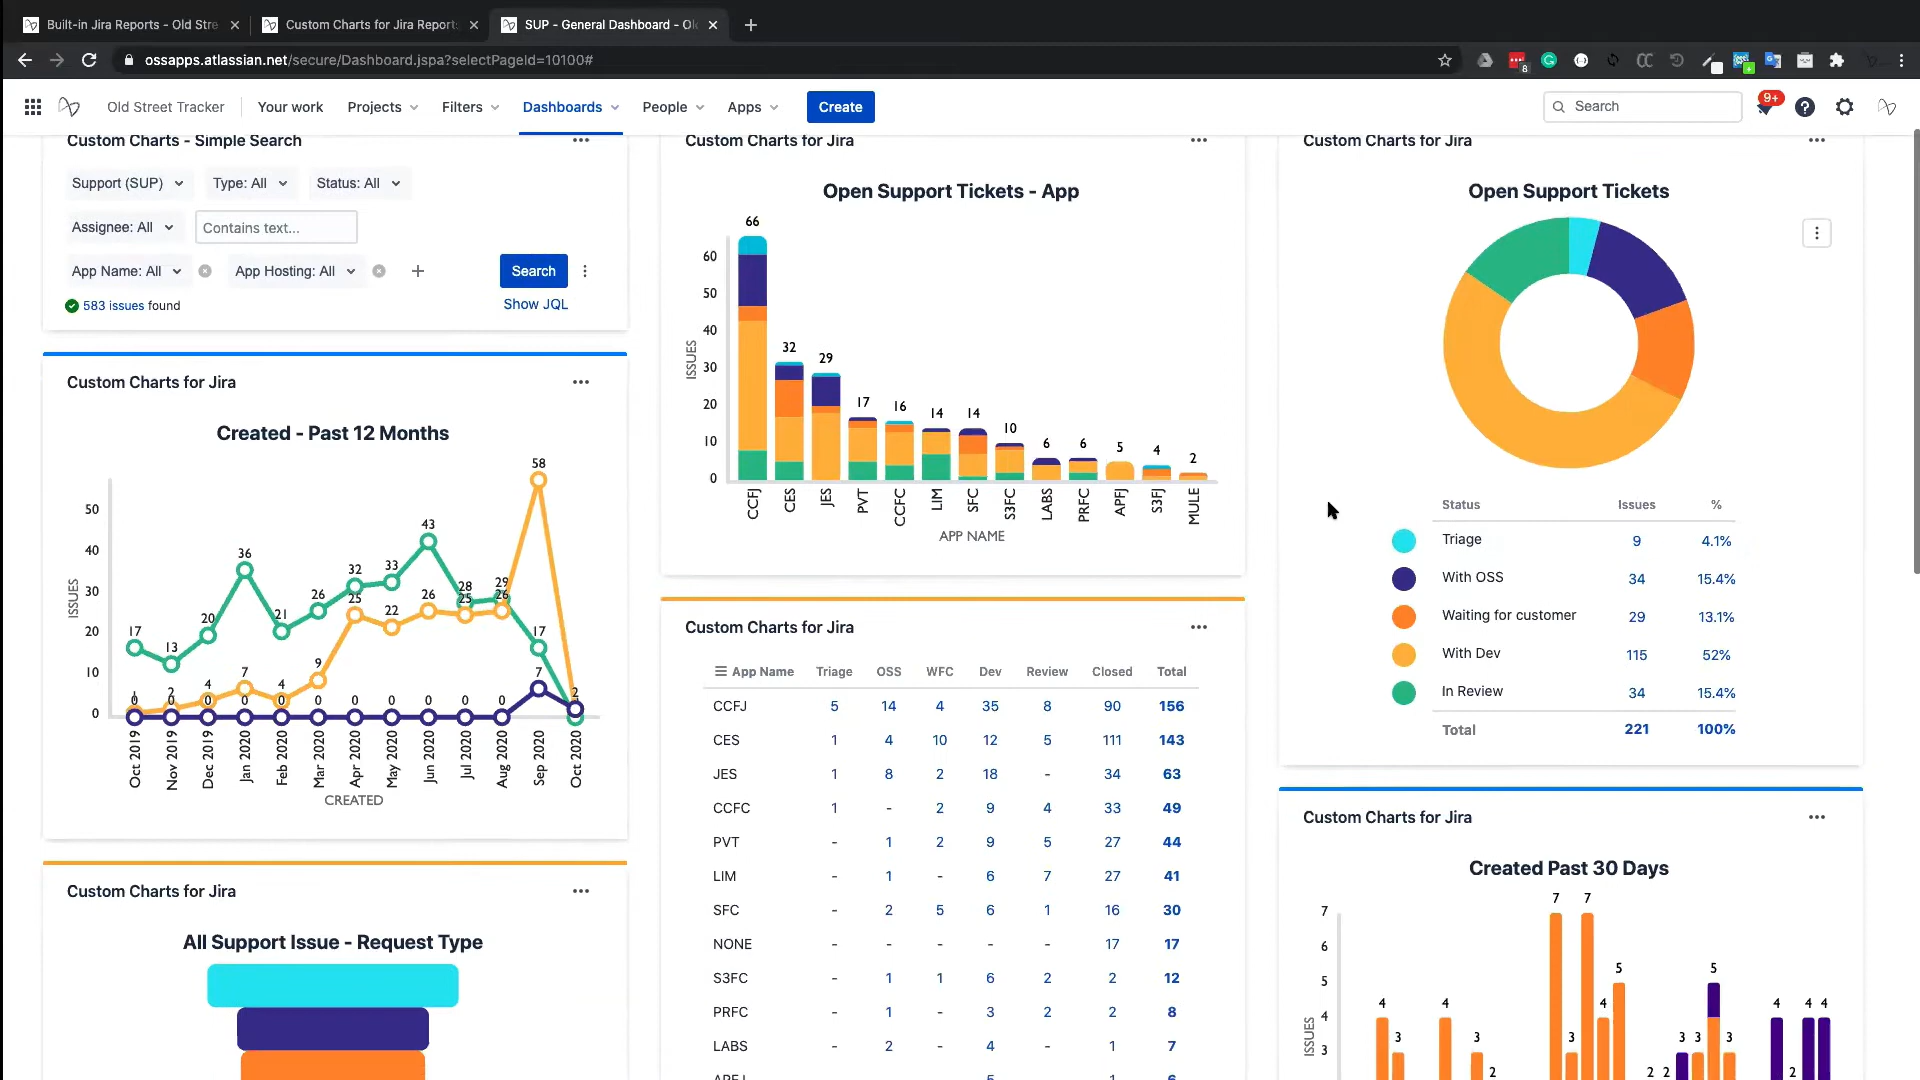 Built-in Jira Reports - Old Stre
Custom Charts for Jira Report
SUP - General Dashboard - Ol
ossapps.atlassian.net/secure/Dashboard.jspa?selectPageId=10100#
8
CC
Old Street Tracker
Your work
Projects
Filters
Dashboards
People
Apps
Create
Search
9+
Custom Charts - Simple Search
Support (SUP)
Type: All
Status: All
Assignee: All
Contains text...
App Name: All
App Hosting: All
Search
583 issues found
Show JQL
Custom Charts for Jira
Created - Past 12 Months
ISSUES
50
40
30
20
10
0
17
13
20
36
21
26
32
33
43
28
29
17
2
1
2
4
7
4
9
25
22
26
25
26
58
0 0 0 0 0 0 0 0 0 0 0
7
Oct 2019
Nov 2019
Dec 2019
Jan 2020
Feb 2020
Mar 2020
Apr 2020
May 2020
Jun 2020
Jul 2020
Aug 2020
Sep 2020
Oct 2020
CREATED
Custom Charts for Jira
All Support Issue - Request Type
Custom Charts for Jira
Open Support Tickets - App
ISSUES
60
50
40
30
20
10
0
66
32
29
17
16
14
14
10
6
6
5
4
2
CCFJ
CES
JES
PVT
CCFC
LIM
SFC
S3FC
LABS
PRFC
APFJ
S3FJ
MULE
APP NAME
Custom Charts for Jira
App Name Triage OSS WFC Dev Review Closed Total
CCFJ 5 14 4 35 8 90 156
CES 1 4 10 12 5 111 143
JES 1 8 2 18 - 34 63
CCFC 1 - 2 9 4 33 49
PVT - 1 2 9 5 27 44
LIM - 1 - 6 7 27 41
SFC - 2 5 6 1 16 30
NONE - - - - - 17 17
S3FC - 1 1 6 2 2 12
PRFC - 1 - 3 2 2 8
LABS - 2 - 4 - 1 7
Custom Charts for Jira
Open Support Tickets
Status Issues %
Triage 9 4.1%
With OSS 34 15.4%
Waiting for customer 29 13.1%
With Dev 115 52%
In Review 34 15.4%
Total 221 100%
Custom Charts for Jira
Created Past 30 Days
ISSUES
7
6
5
4
3
4
3
4
3
2
7
3
7
4
5
2
2
3
3
5
3
4
2
4
4